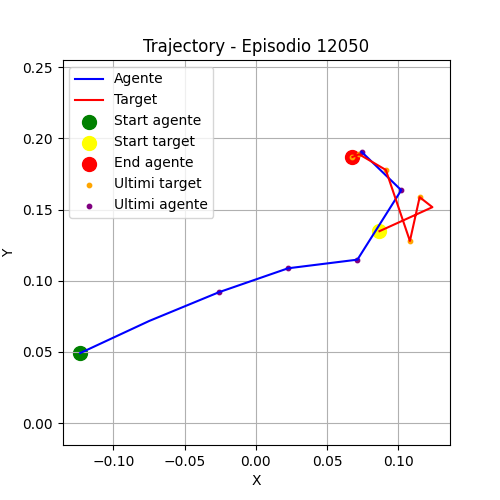 Trajectory - Episodio 12050
Agente
Target
Start agente
Start target
End agente
Ultimi target
Ultimi agente
0.25
0.20
0.15
0.10
0.05
0.00
Y
−0.10
−0.05
0.00
0.05
0.10
X